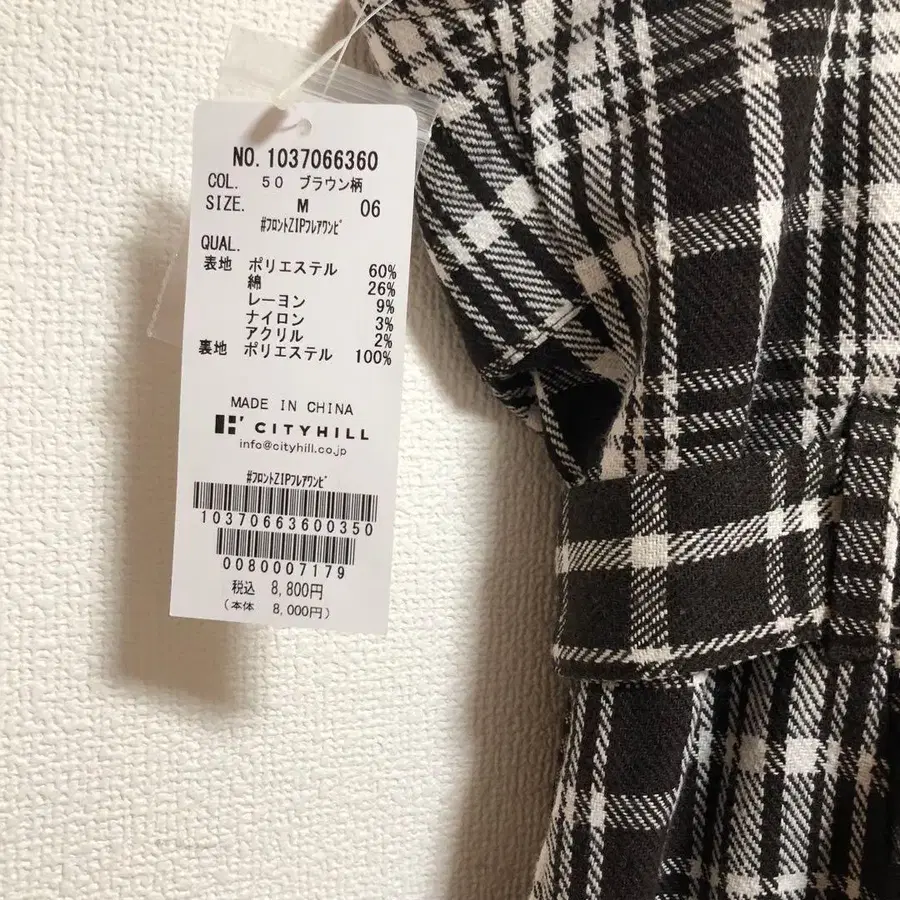 NO. 1037066360
COL. 50 ブラウン柄
SIZE. M 06
#フロントZIPフレアワンピ
QUAL.
表地 ポリエステル 60%
綿 26%
レーヨン 9%
ナイロン 3%
アクリル 2%
裏地 ポリエステル 100%
MADE IN CHINA
CITYHILL
info@cityhill.co.jp
#フロントZIPフレアワンピ
10370663600350
0080007179
税込 8,800円
(本体 8,000円)